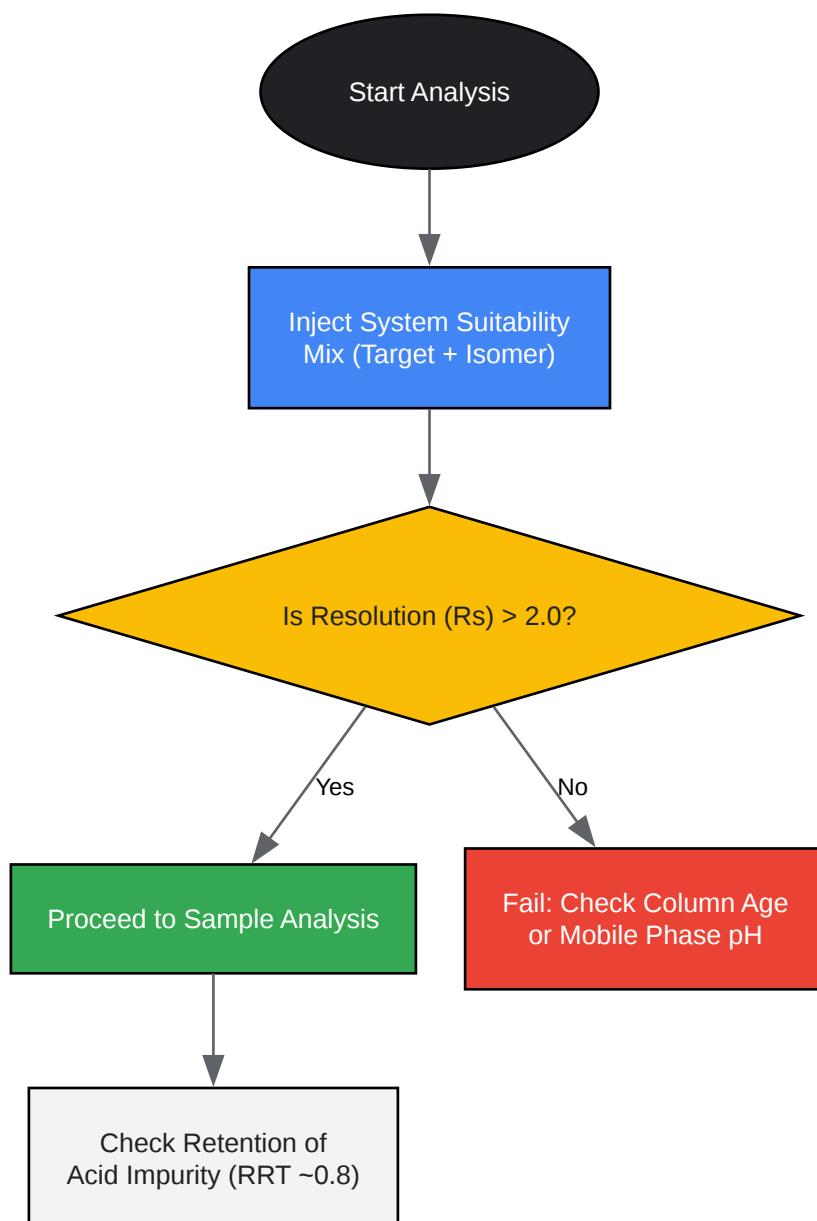 Start Analysis
Inject System Suitability
Mix (Target + Isomer)
Is Resolution (Rs) > 2.0?
Yes
No
Proceed to Sample Analysis
Fail: Check Column Age
or Mobile Phase pH
Check Retention of
Acid Impurity (RRT ~0.8)